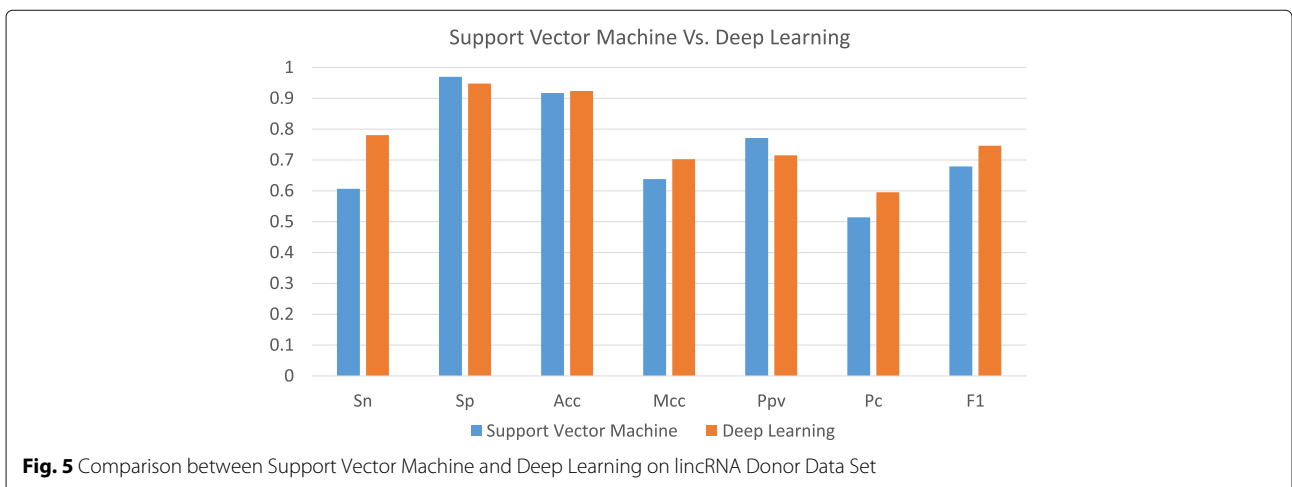 Support Vector Machine Vs. Deep Learning
1
0.9
0.8
0.7
0.6
0.5
0.4
0.3
0.2
0.1
0
Sn Sp Acc Mcc Ppv Pc F1
Support Vector Machine Deep Learning
Fig. 5 Comparison between Support Vector Machine and Deep Learning on lincRNA Donor Data Set